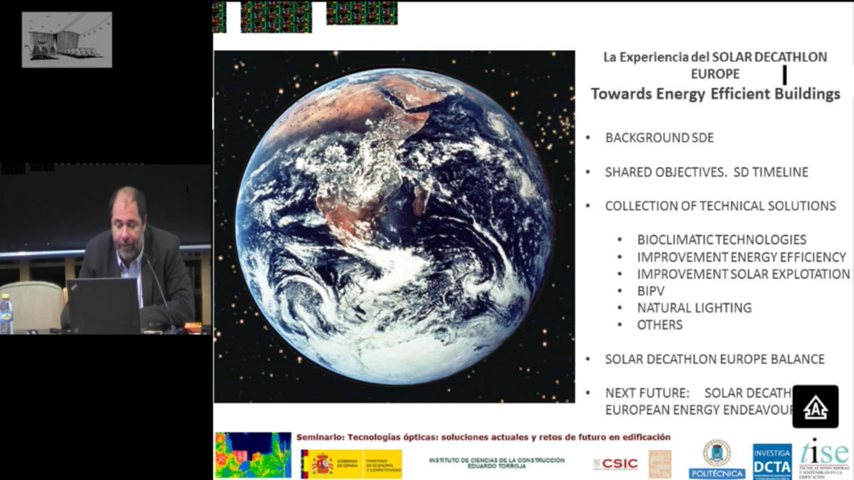 La Experiencia del SOLAR DECATHLON
EUROPE
Towards Energy Efficient Buildings
• BACKGROUND SDE
• SHARED OBJECTIVES. SD TIMELINE
• COLLECTION OF TECHNICAL SOLUTIONS
• BIOCLIMATIC TECHNOLOGIES
• IMPROVEMENT ENERGY EFFICIENCY
• IMPROVEMENT SOLAR EXPLOTATION
• BIPV
• NATURAL LIGHTING
• OTHERS
• SOLAR DECATHLON EUROPE BALANCE
• NEXT FUTURE: SOLAR DECATH
EUROPEAN ENERGY ENDEAVOUR
Seminario: Tecnologías ópticas: soluciones actuales y retos de futuro en edificación
GOBIERNO
DE ESPAÑA
MINISTERIO
DE ECONOMÍA
Y COMPETITIVIDAD
INSTITUTO DE CIENCIAS DE LA CONSTRUCCIÓN
EDUARDO TORROJA
CSIC
POLITÉCNICA
INVESTIGA
DCTA
tise